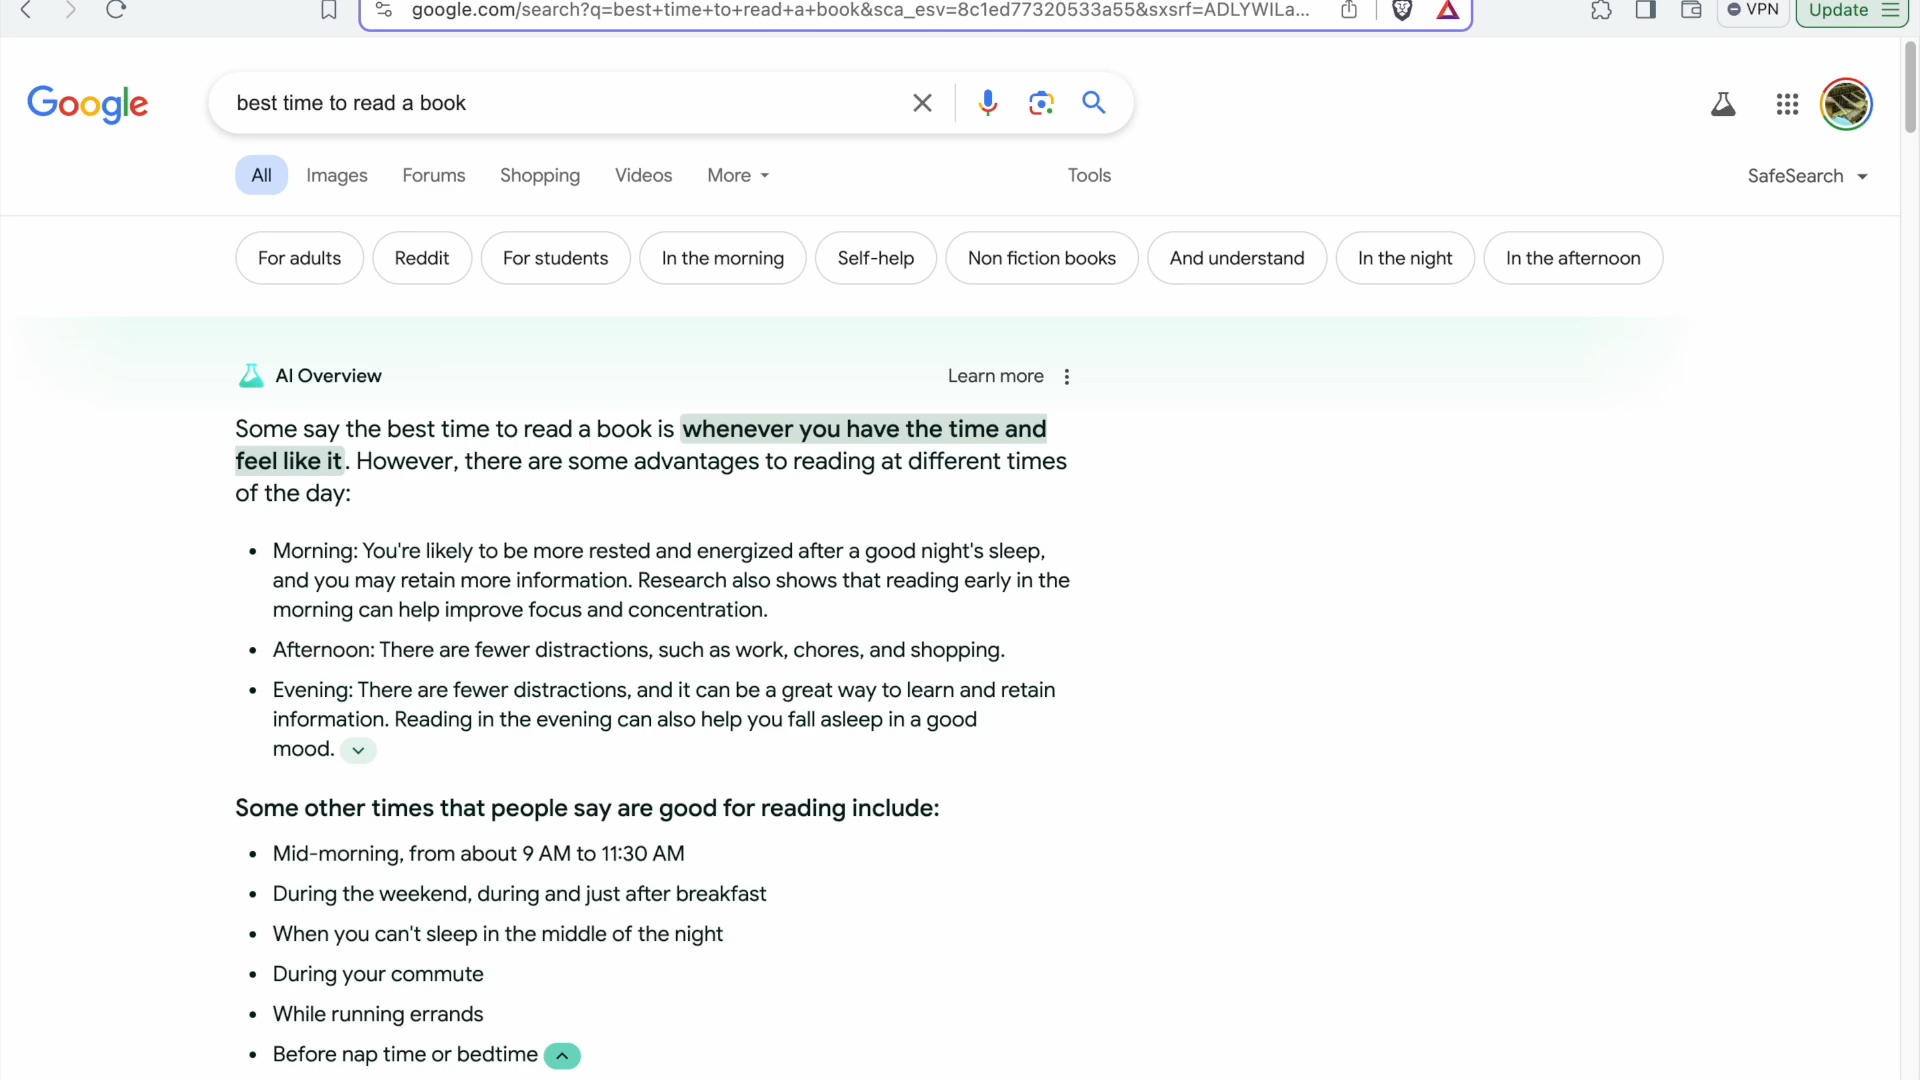 google.com/search?q=best+time+to+read+a+book&sca_esv=8c1ed77320533a55&sxsrf=ADLYWILa...
VPN
Update
Google
best time to read a book
All
Images
Forums
Shopping
Videos
More
Tools
SafeSearch
For adults
Reddit
For students
In the morning
Self-help
Non fiction books
And understand
In the night
In the afternoon
AI Overview
Learn more
Some say the best time to read a book is whenever you have the time and
feel like it. However, there are some advantages to reading at different times
of the day:
• Morning: You're likely to be more rested and energized after a good night's sleep,
and you may retain more information. Research also shows that reading early in the
morning can help improve focus and concentration.
• Afternoon: There are fewer distractions, such as work, chores, and shopping.
• Evening: There are fewer distractions, and it can be a great way to learn and retain
information. Reading in the evening can also help you fall asleep in a good
mood.
Some other times that people say are good for reading include:
• Mid-morning, from about 9 AM to 11:30 AM
• During the weekend, during and just after breakfast
• When you can't sleep in the middle of the night
• During your commute
• While running errands
• Before nap time or bedtime